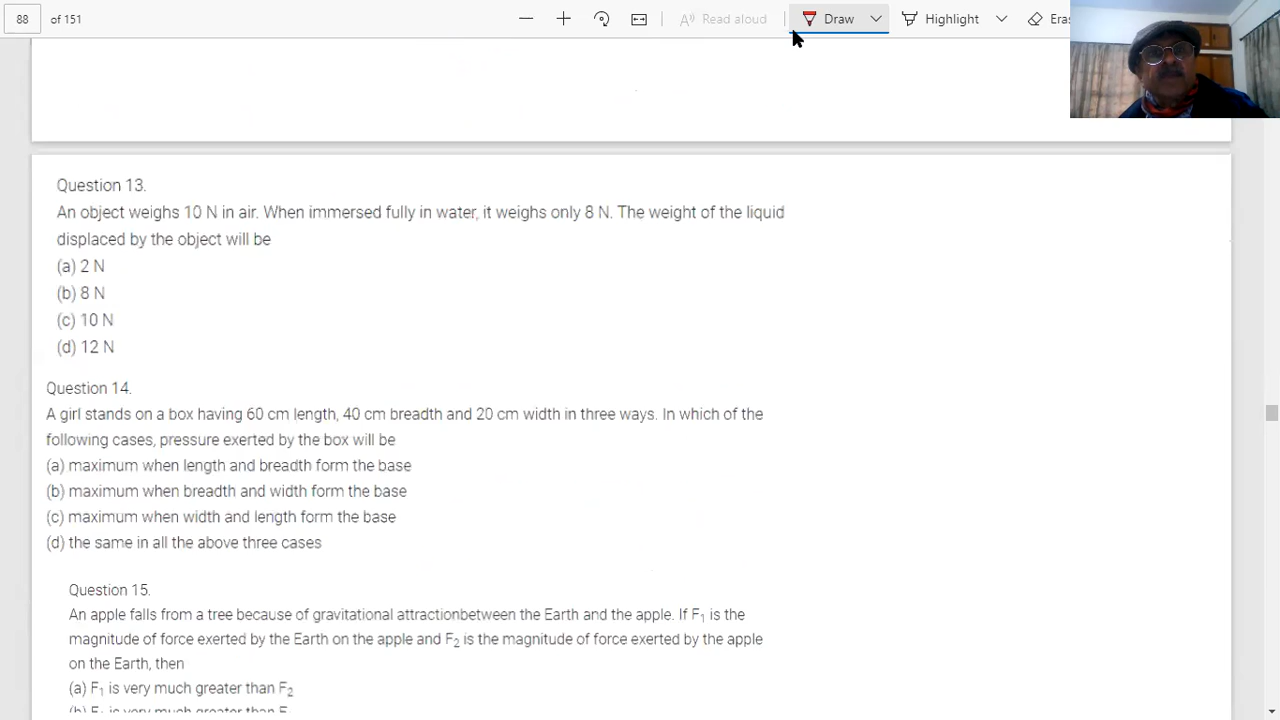 88 of 151 Read aloud Draw Highlight Eras
Question 13.
An object weighs 10 N in air. When immersed fully in water, it weighs only 8 N. The weight of the liquid
displaced by the object will be
(a) 2 N
(b) 8 N
(c) 10 N
(d) 12 N
Question 14.
A girl stands on a box having 60 cm length, 40 cm breadth and 20 cm width in three ways. In which of the
following cases, pressure exerted by the box will be
(a) maximum when length and breadth form the base
(b) maximum when breadth and width form the base
(c) maximum when width and length form the base
(d) the same in all the above three cases
Question 15.
An apple falls from a tree because of gravitational attractionbetween the Earth and the apple. If F₁ is the
magnitude of force exerted by the Earth on the apple and F₂ is the magnitude of force exerted by the apple
on the Earth, then
(a) F₁ is very much greater than F₂
(b) F₁ is very much greater than F